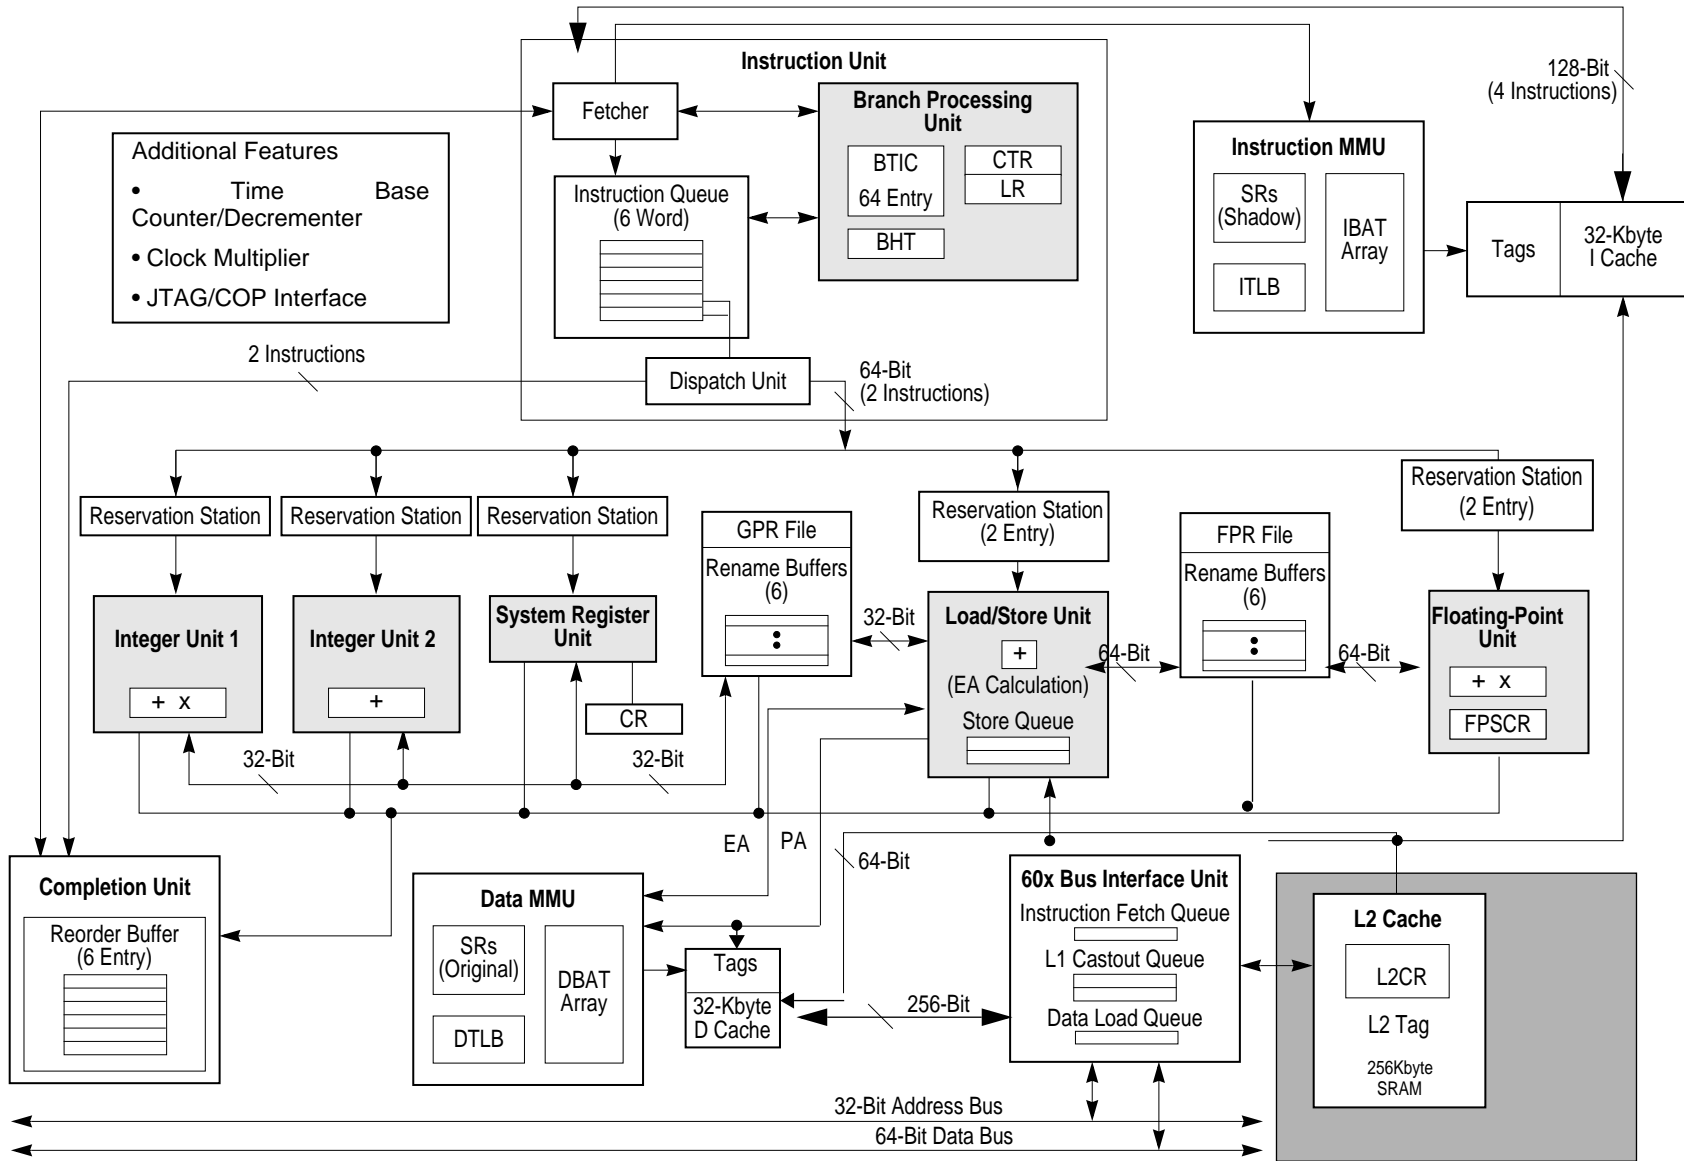 Instruction Unit
Fetcher
Branch Processing
Unit
BTIC
64 Entry
CTR
LR
BHT
Instruction Queue
(6 Word)
Dispatch Unit
64-Bit
(2 Instructions)
2 Instructions
Additional Features
• Time Base
Counter/Decrementer
• Clock Multiplier
• JTAG/COP Interface
128-Bit
(4 Instructions)
Instruction MMU
SRs
(Shadow)
ITLB
IBAT
Array
Tags
32-Kbyte
I Cache
Reservation Station
Reservation Station
Reservation Station
Reservation Station
(2 Entry)
Reservation Station
(2 Entry)
GPR File
Rename Buffers
(6)
FPR File
Rename Buffers
(6)
Integer Unit 1
+ x
Integer Unit 2
+
System Register
Unit
CR
32-Bit
32-Bit
32-Bit
Load/Store Unit
+
(EA Calculation)
Store Queue
64-Bit
64-Bit
Floating-Point
Unit
+ x
FPSCR
EA
PA
64-Bit
Completion Unit
Reorder Buffer
(6 Entry)
Data MMU
SRs
(Original)
DTLB
DBAT
Array
Tags
32-Kbyte
D Cache
256-Bit
60x Bus Interface Unit
Instruction Fetch Queue
L1 Castout Queue
Data Load Queue
L2 Cache
L2CR
L2 Tag
256Kbyte
SRAM
32-Bit Address Bus
64-Bit Data Bus